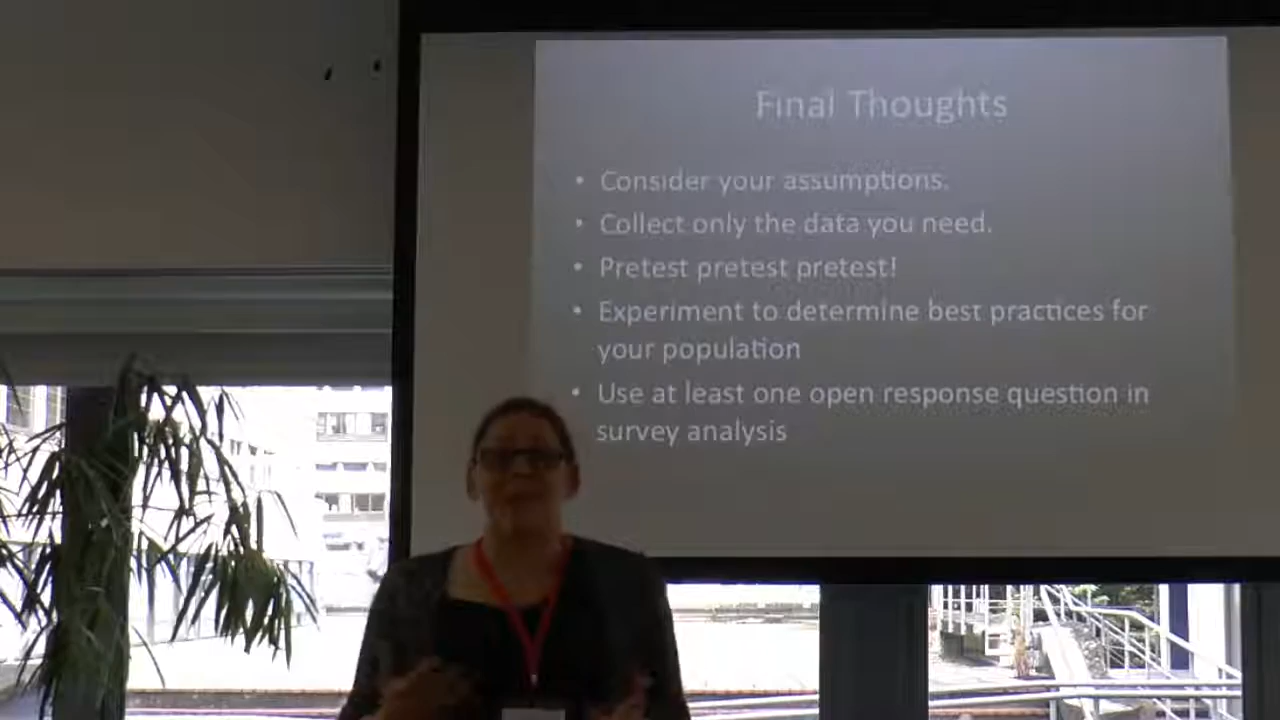 Final Thoughts
• Consider your assumptions.
• Collect only the data you need.
• Pretest pretest pretest!
• Experiment to determine best practices for
your population
• Use at least one open response question in
survey analysis